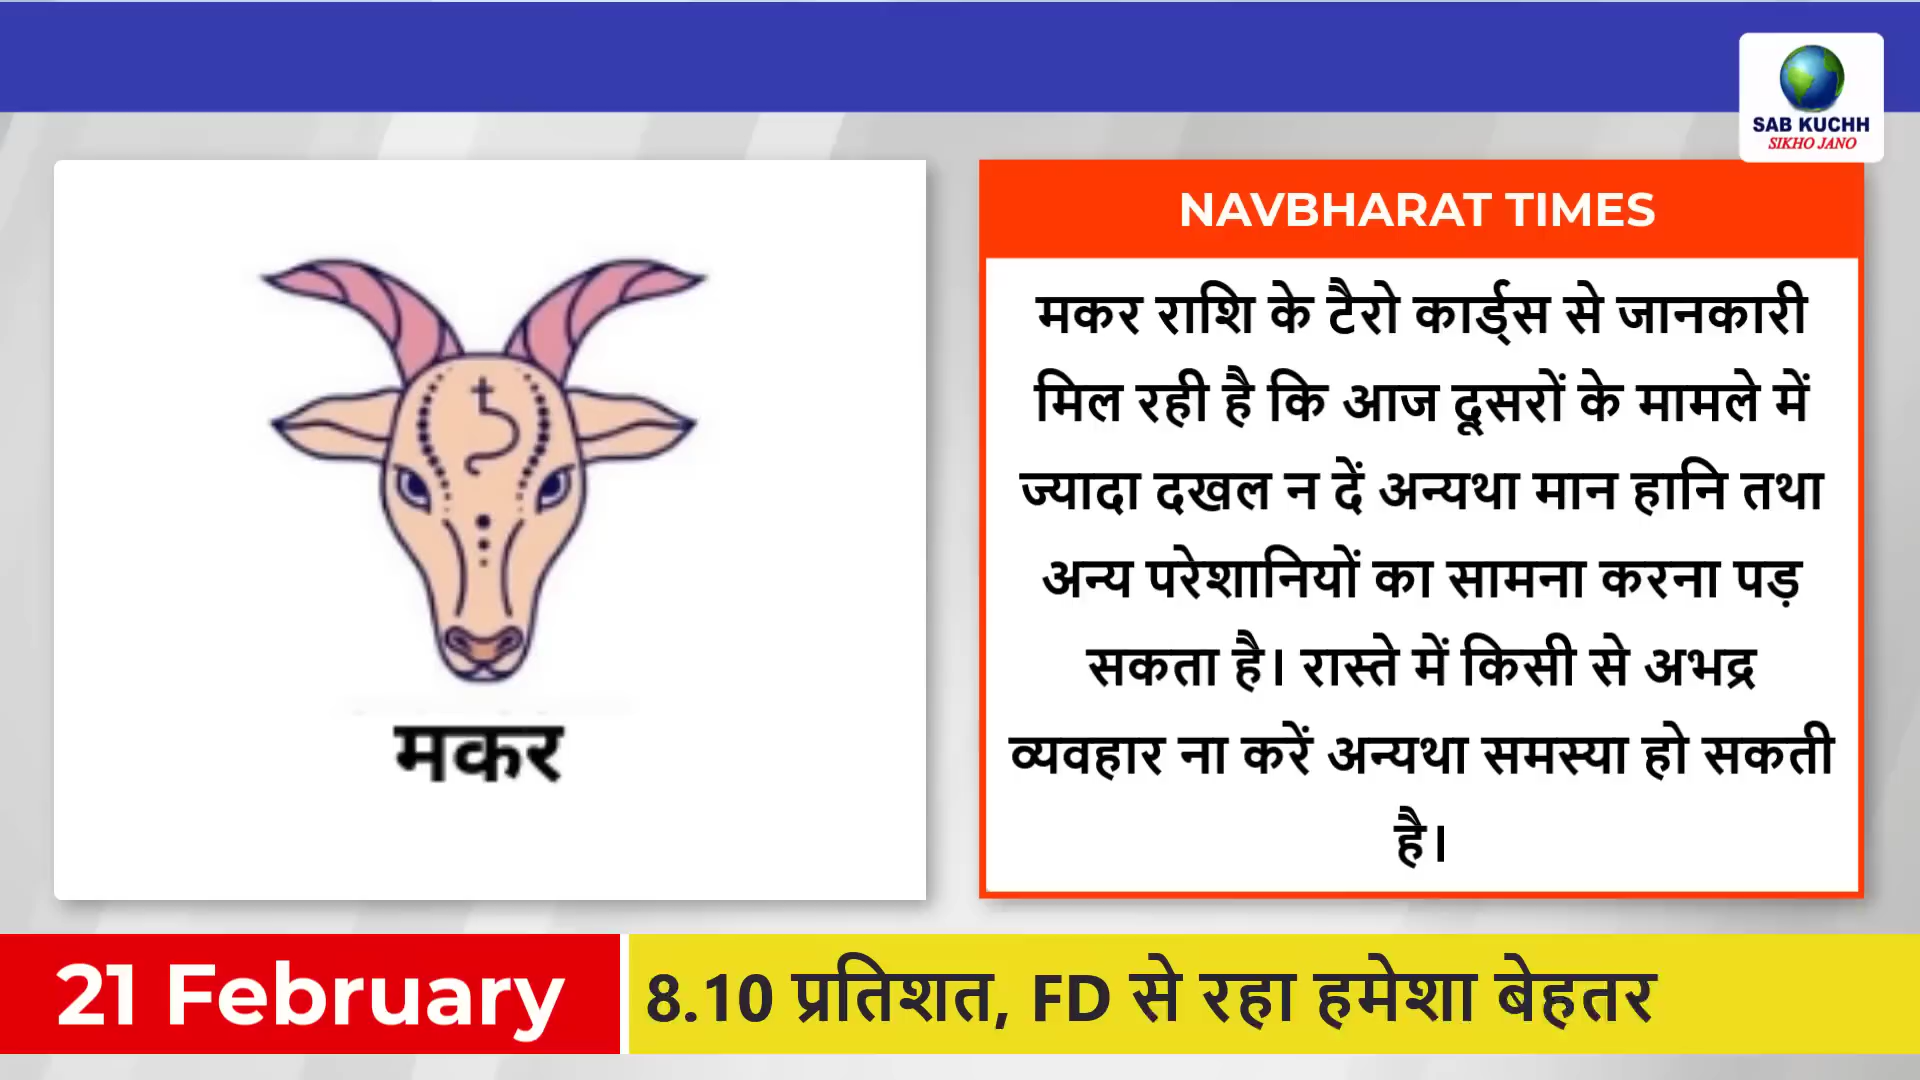 SAB KUCHH
SIKHO JANO
मकर
NAVBHARAT TIMES
मकर राशि के टैरो कार्ड्स से जानकारी
मिल रही है कि आज दूसरों के मामले में
ज्यादा दखल न दें अन्यथा मान हानि तथा
अन्य परेशानियों का सामना करना पड़
सकता है। रास्ते में किसी से अभद्र
व्यवहार ना करें अन्यथा समस्या हो सकती
है।
21 February
8.10 प्रतिशत, FD से रहा हमेशा बेहतर